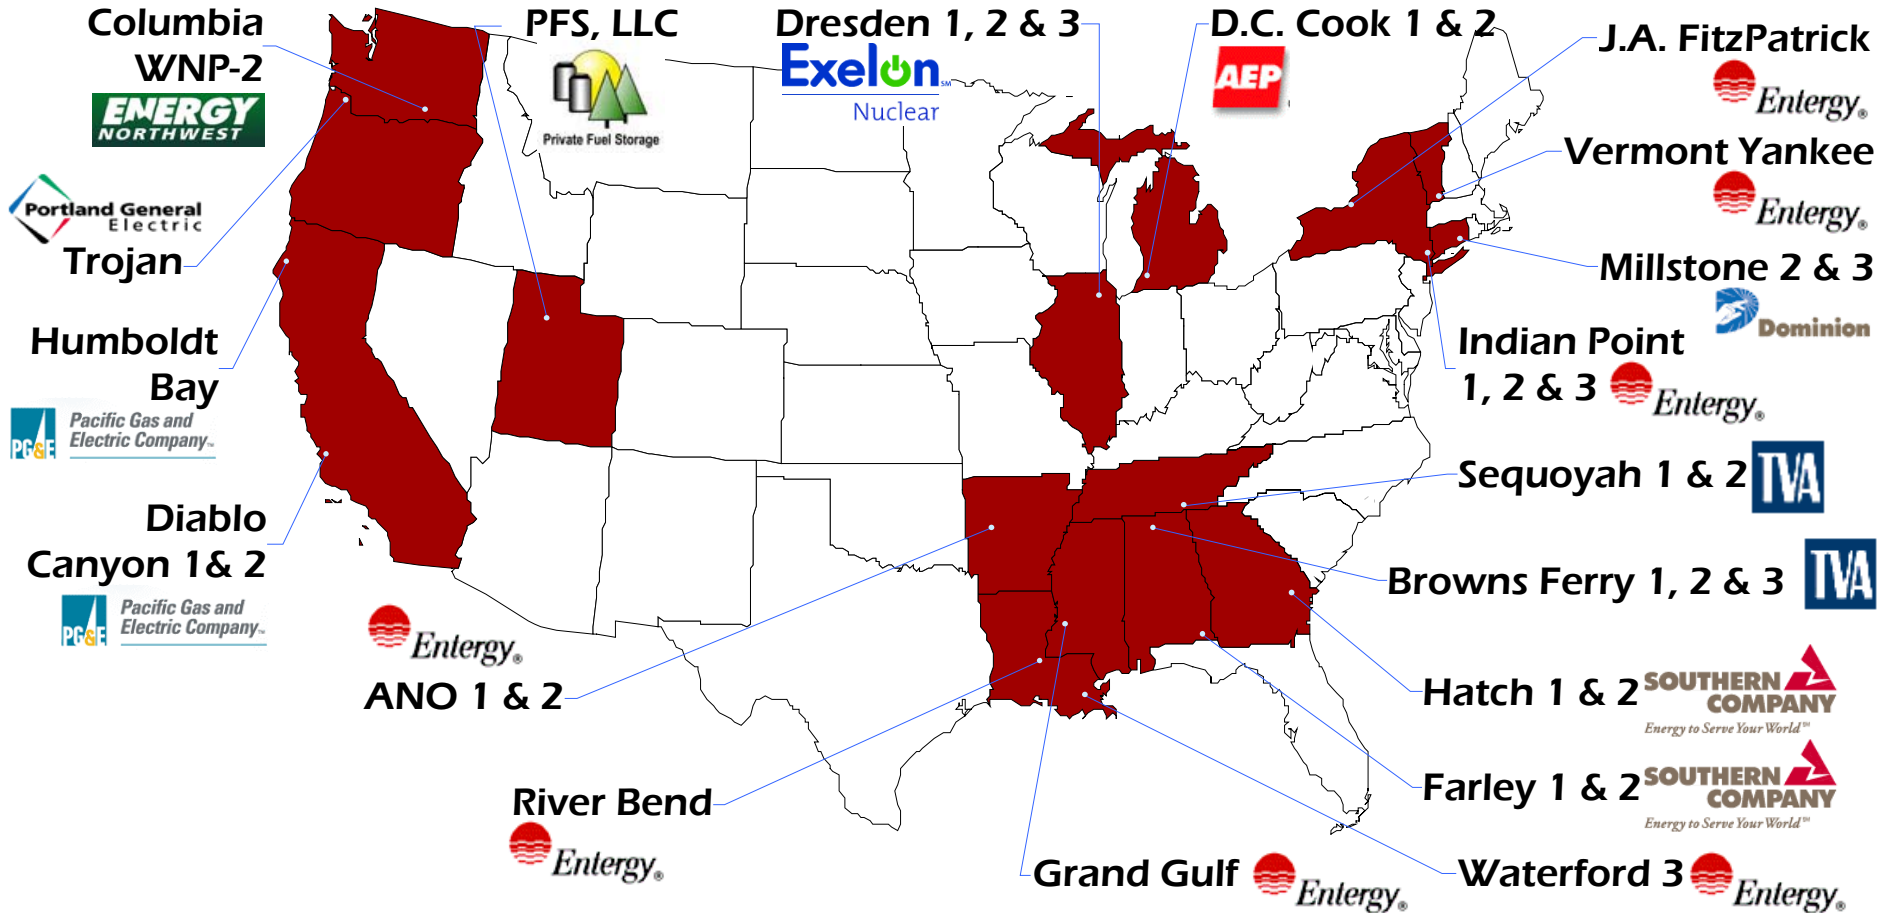 Columbia
WNP-2
ENERGY
NORTHWEST
PFS, LLC
Private Fuel Storage
Dresden 1, 2 & 3
Exelon SM
Nuclear
D.C. Cook 1 & 2
AEP
J.A. FitzPatrick
Entergy®
Vermont Yankee
Entergy®
Portland General
Electric
Trojan
Millstone 2 & 3
Dominion
Humboldt
Bay
PG&E
Pacific Gas and
Electric Company™
Indian Point
1, 2 & 3
Entergy®
Sequoyah 1 & 2
TVA
Diablo
Canyon 1& 2
PG&E
Pacific Gas and
Electric Company™
Browns Ferry 1, 2 & 3
TVA
Entergy®
ANO 1 & 2
Hatch 1 & 2
SOUTHERN
COMPANY
Energy to Serve Your World™
River Bend
Entergy®
Farley 1 & 2
SOUTHERN
COMPANY
Energy to Serve Your World™
Grand Gulf
Entergy®
Waterford 3
Entergy®